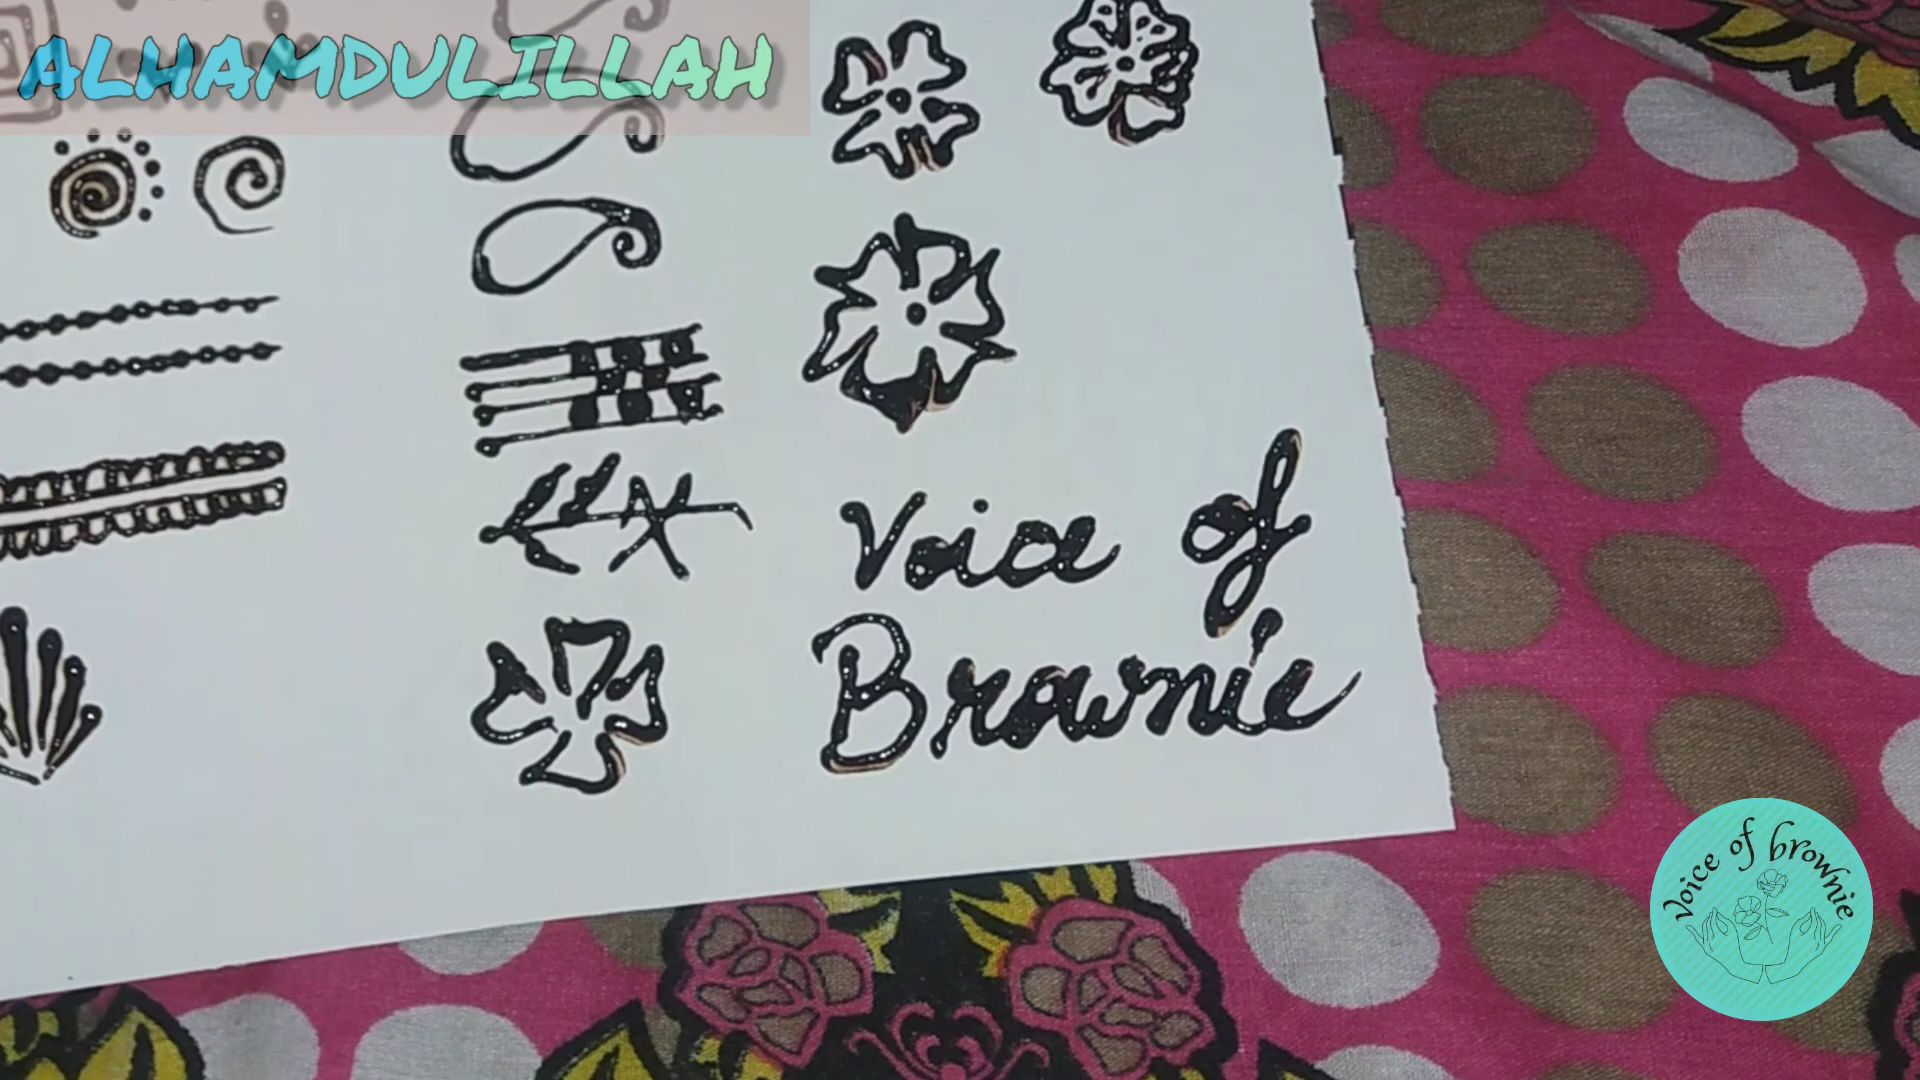 ALHAMDULILLAH
Voice of
Brownie
Voice of brownie